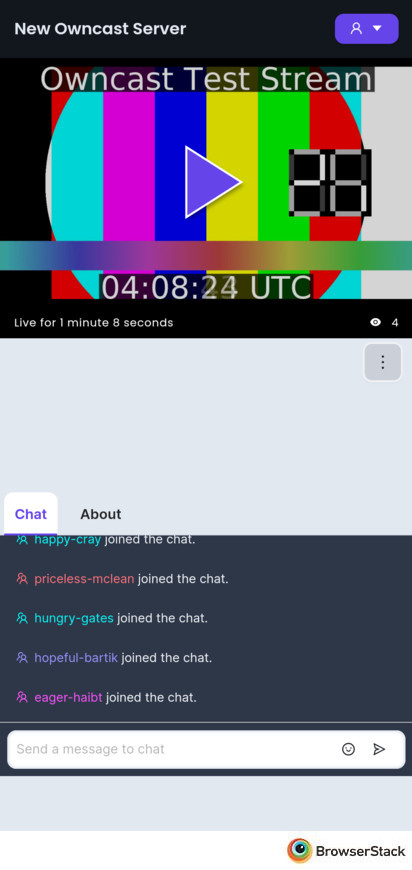 New Owncast Server
Owncast Test Stream
04:08:24 UTC
Live for 1 minute 8 seconds
4
Chat
About
happy-cray joined the chat.
priceless-mclean joined the chat.
hungry-gates joined the chat.
hopeful-bartik joined the chat.
eager-haibt joined the chat.
Send a message to chat
BrowserStack